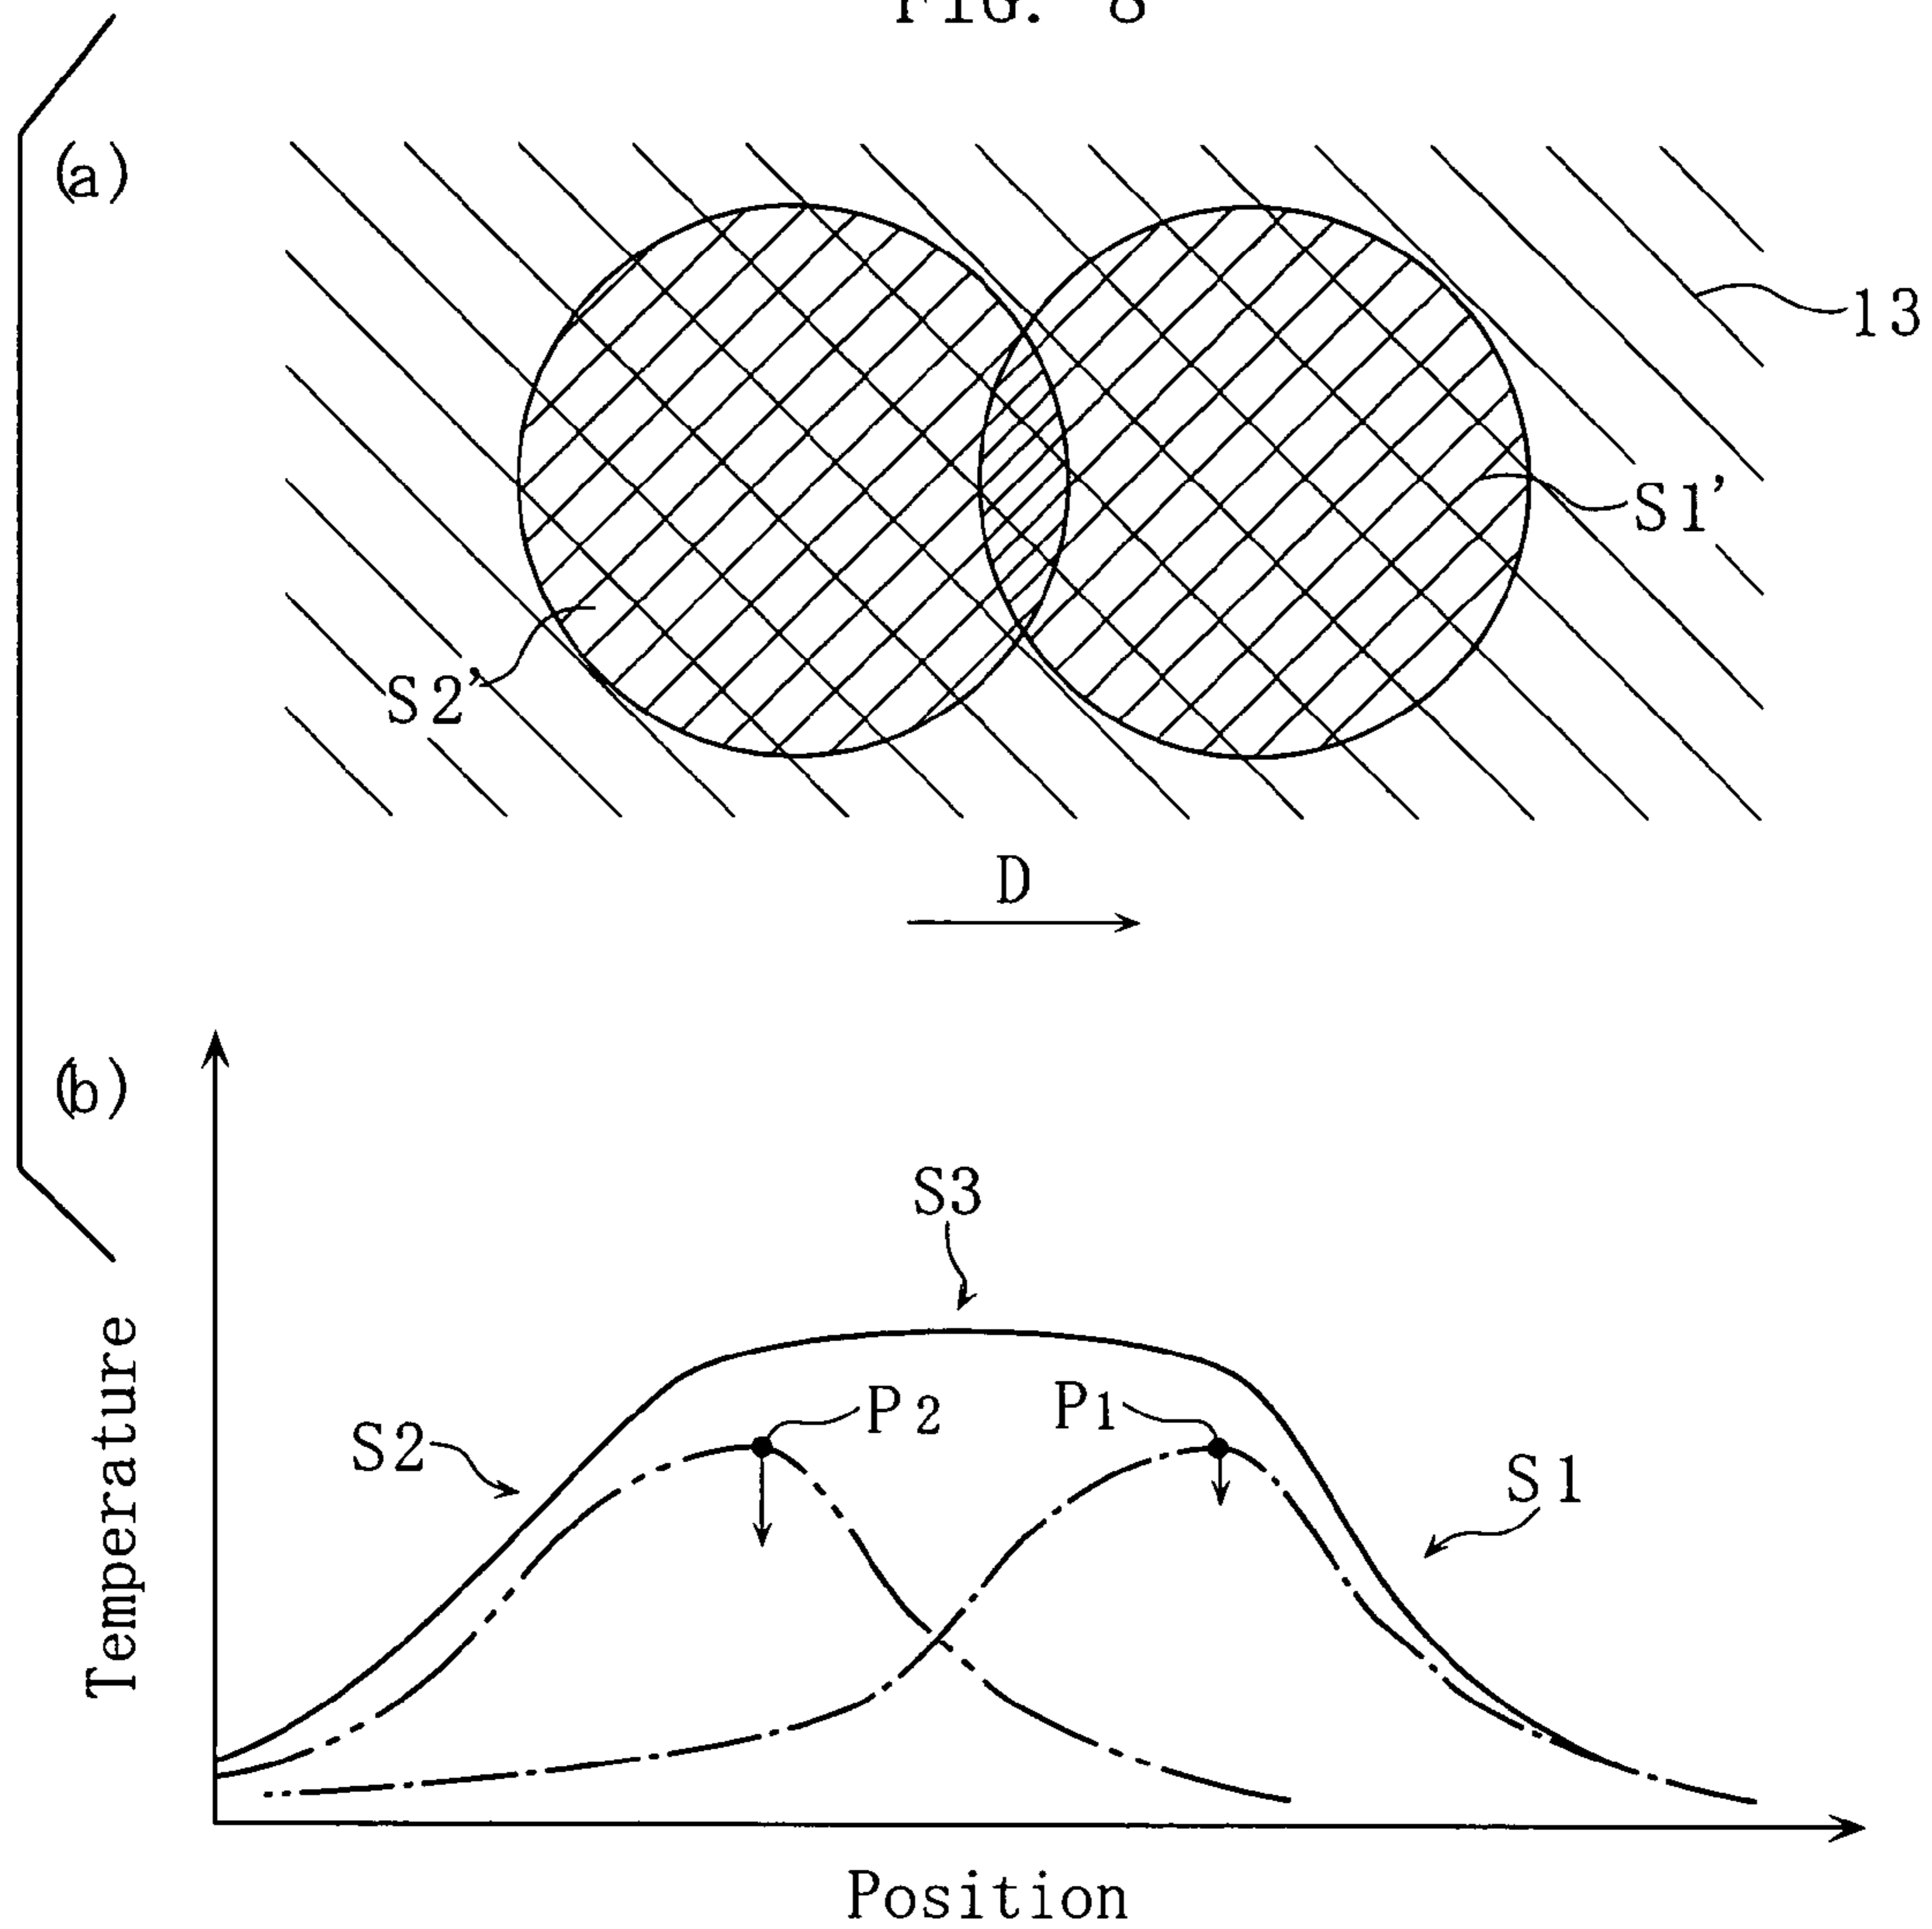 FIG. 8
(a)
13
S1’
S2’
D
(b)
S3
P2
P1
S2
S1
Temperature
Position